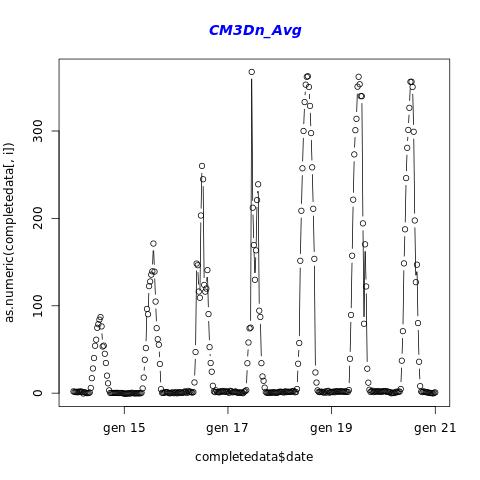 CM3Dn_Avg
as.numeric(completedata[, i])
300
200
100
0
gen 15
gen 17
gen 19
gen 21
completedata$date